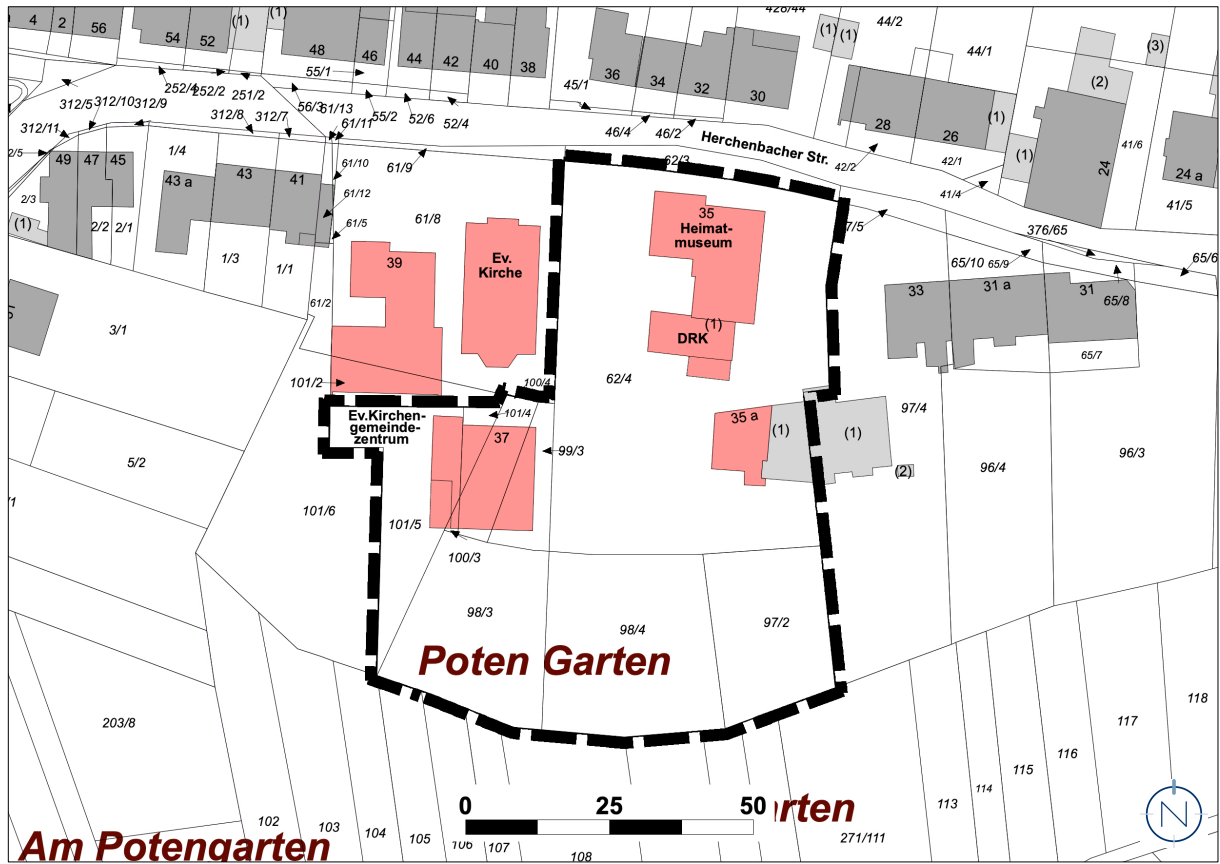 4 2 56 54 52 (1) (1) 48 46 44 42 40 38
428/44 (1) (1) 44/2 44/1 (3)
55/1 36 34 32 30 45/1 (2)
252/4 252/2 251/2 56/3 61/13 55/2 52/6 52/4
312/5 312/10 312/9 312/8 312/7 61/11 46/4 46/2
312/11 28 26 (1) (1) 24 41/6
Herchenbacher Str.
42/2 42/1 41/4 24 a 41/5
2/5 49 47 45 1/4 43 a 43 41 61/10 61/9 62/3
61/12 61/5 61/8
2/3 (1) 2/2 2/1 1/3 1/1 61/2
35
Heimat-
museum
7/5 376/65 65/6
65/10 65/9 65/8
39
Ev.
Kirche
33 31 a 31
65/7
3/1
(1)
DRK
101/2 100/4 62/4
101/4
Ev.Kirchen-
gemeinde-
zentrum
37
35 a (1) (1) (2)
97/4
99/3
96/4 96/3
5/2
101/6 101/5
100/3
98/3 98/4 97/2
Poten Garten
203/8
118 117 116 115 114 113
102 103 104 105 106 107 108
0 25 50
rten
271/111
Am Potengarten
N